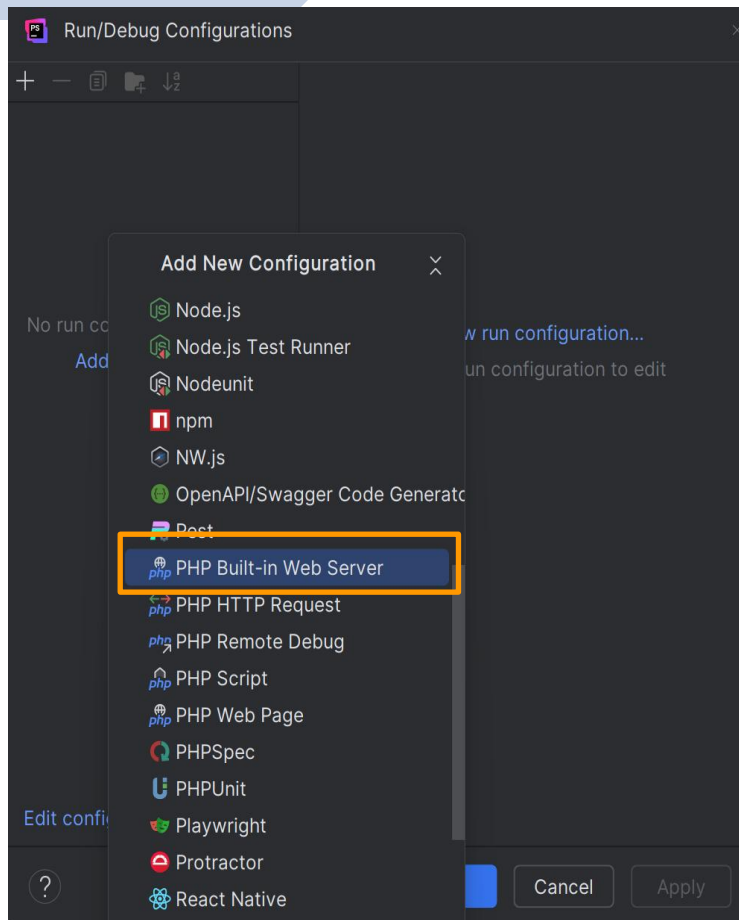 PS
Run/Debug Configurations
Add New Configuration
Node.js
No run co
w run configuration...
Node.js Test Runner
Add
un configuration to edit
Nodeunit
npm
NW.js
OpenAPI/Swagger Code Generato
Pest
PHP Built-in Web Server
PHP HTTP Request
PHP Remote Debug
PHP Script
PHP Web Page
PHPSpec
PHPUnit
Edit confi
Playwright
Protractor
? Cancel Apply
React Native